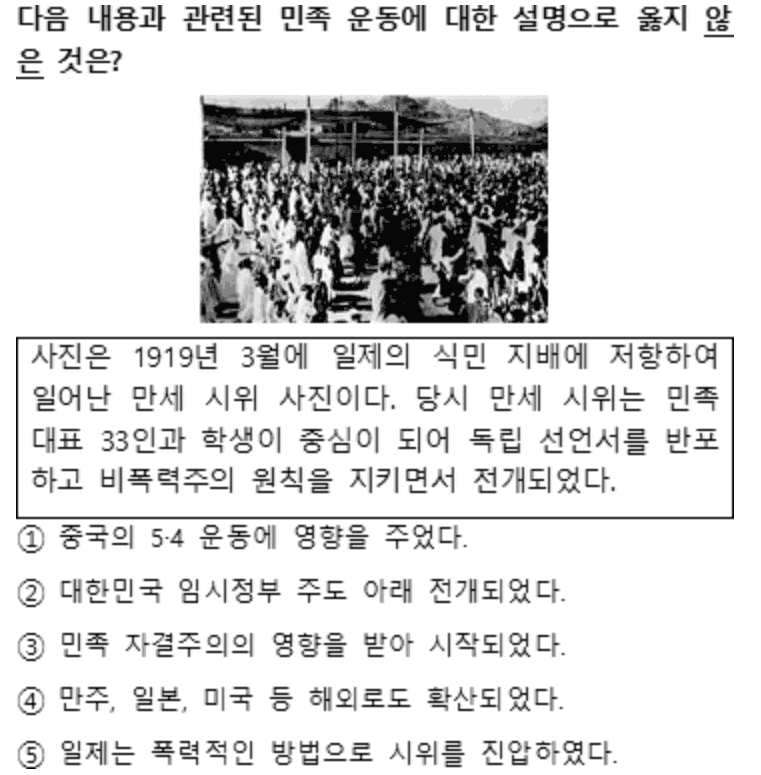 다음 내용과 관련된 민족 운동에 대한 설명으로 옳지 않
은 것은?
사진은 1919년 3월에 일제의 식민 지배에 저항하여
일어난 만세 시위 사진이다. 당시 만세 시위는 민족
대표 33인과 학생이 중심이 되어 독립 선언서를 반포
하고 비폭력주의 원칙을 지키면서 전개되었다.
① 중국의 5·4 운동에 영향을 주었다.
② 대한민국 임시정부 주도 아래 전개되었다.
③ 민족 자결주의의 영향을 받아 시작되었다.
④ 만주, 일본, 미국 등 해외로도 확산되었다.
⑤ 일제는 폭력적인 방법으로 시위를 진압하였다.